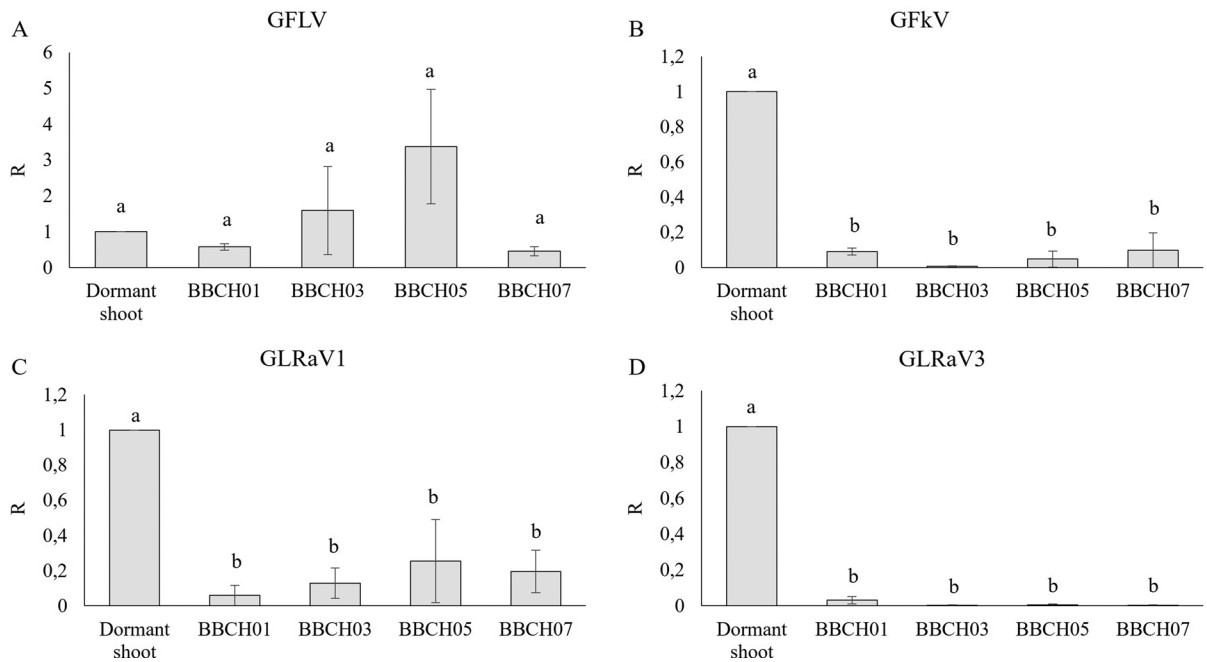 A
GFLV
6
5
4
3
2
1
0
R
a
a
a
a
a
Dormant
shoot
BBCH01
BBCH03
BBCH05
BBCH07
B
GFkV
1,2
1
0,8
0,6
0,4
0,2
0
R
a
b
b
b
b
Dormant
shoot
BBCH01
BBCH03
BBCH05
BBCH07
C
GLRaV1
1,2
1
0,8
0,6
0,4
0,2
0
R
a
b
b
b
b
Dormant
shoot
BBCH01
BBCH03
BBCH05
BBCH07
D
GLRaV3
1,2
1
0,8
0,6
0,4
0,2
0
R
a
b
b
b
b
Dormant
shoot
BBCH01
BBCH03
BBCH05
BBCH07